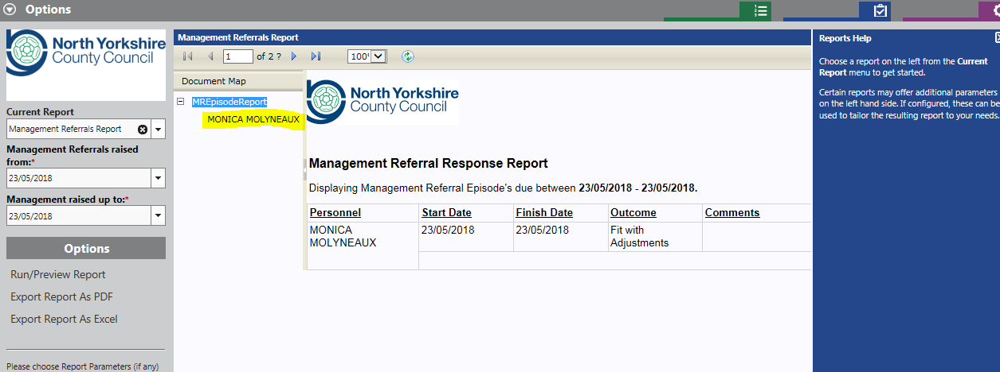 Options
North Yorkshire
County Council
Current Report
Management Referrals Report
Management Referrals raised
from:*
23/05/2018
Management raised up to:*
23/05/2018
Options
Run/Preview Report
Export Report As PDF
Export Report As Excel
Please choose Report Parameters (if any)
Management Referrals Report
1 of 2 ? 100%
Document Map
MREpisodeReport
MONICA MOLYNEAUX
North Yorkshire
County Council
Management Referral Response Report
Displaying Management Referral Episode's due between 23/05/2018 - 23/05/2018.
Personnel Start Date Finish Date Outcome Comments
MONICA 23/05/2018 23/05/2018 Fit with
MOLYNEAUX Adjustments
Reports Help
Choose a report on the left from the Current
Report menu to get started.
Certain reports may offer additional parameters
on the left hand side. If configured, these can be
used to tailor the resulting report to your needs.